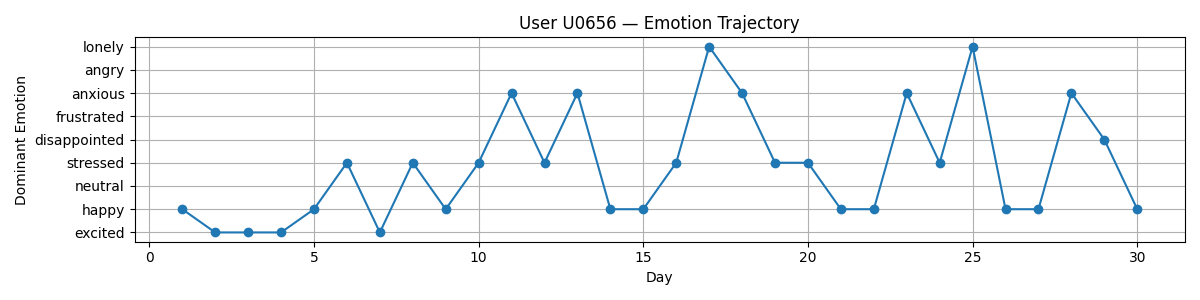 User U0656 — Emotion Trajectory
Dominant Emotion
lonely
angry
anxious
frustrated
disappointed
stressed
neutral
happy
excited
0 5 10 15 20 25 30
Day